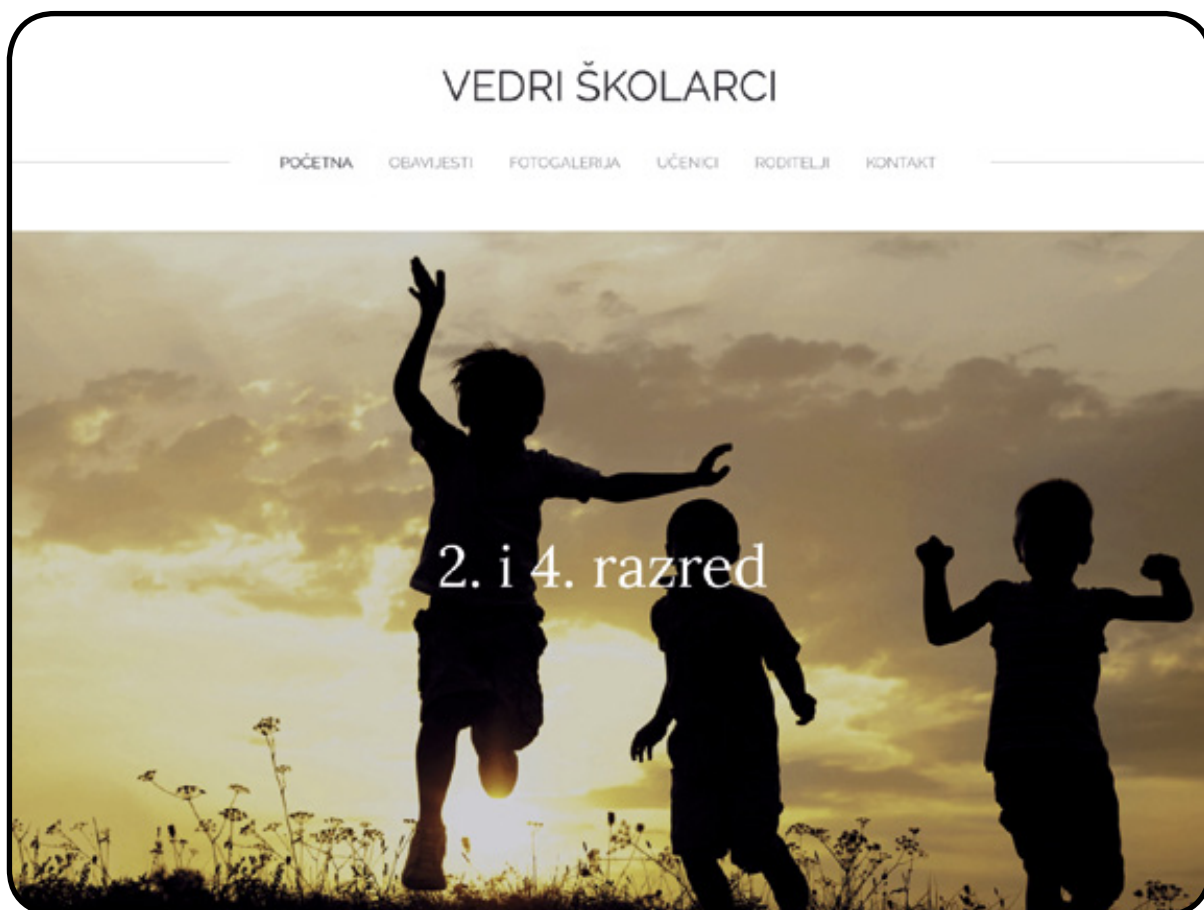 VEDRI ŠKOLARCI
POČETNA OBAVIJESTI FOTOGALERIJA UČENICI RODITELJI KONTAKT
2. i 4. razred